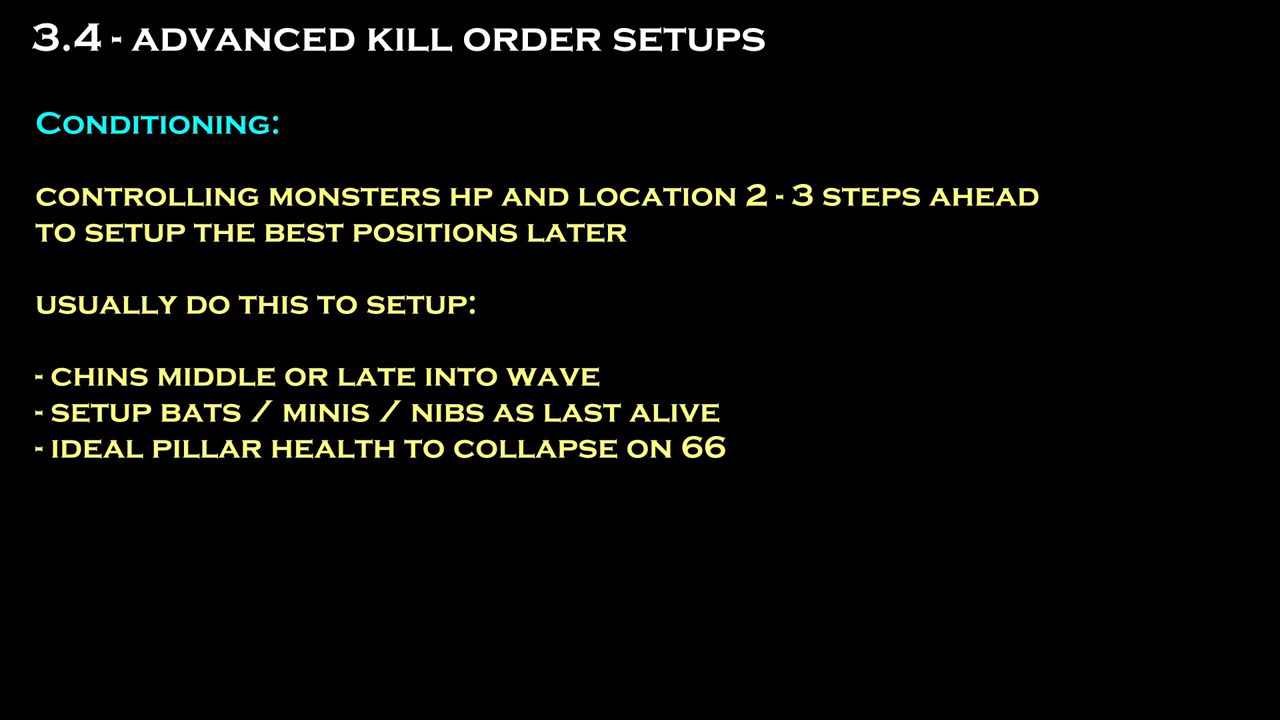 3.4 - ADVANCED KILL ORDER SETUPS
CONDITIONING:
CONTROLLING MONSTERS HP AND LOCATION 2 - 3 STEPS AHEAD
TO SETUP THE BEST POSITIONS LATER
USUALLY DO THIS TO SETUP:
- CHINS MIDDLE OR LATE INTO WAVE
- SETUP BATS / MINIS / NIBS AS LAST ALIVE
- IDEAL PILLAR HEALTH TO COLLAPSE ON 66